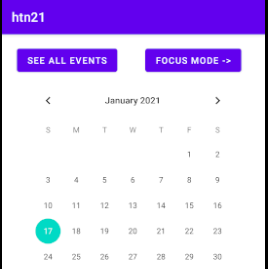 htn21
SEE ALL EVENTS FOCUS MODE ->
< January 2021 >
S M T W T F S
1 2
3 4 5 6 7 8 9
10 11 12 13 14 15 16
17 18 19 20 21 22 23
24 25 26 27 28 29 30